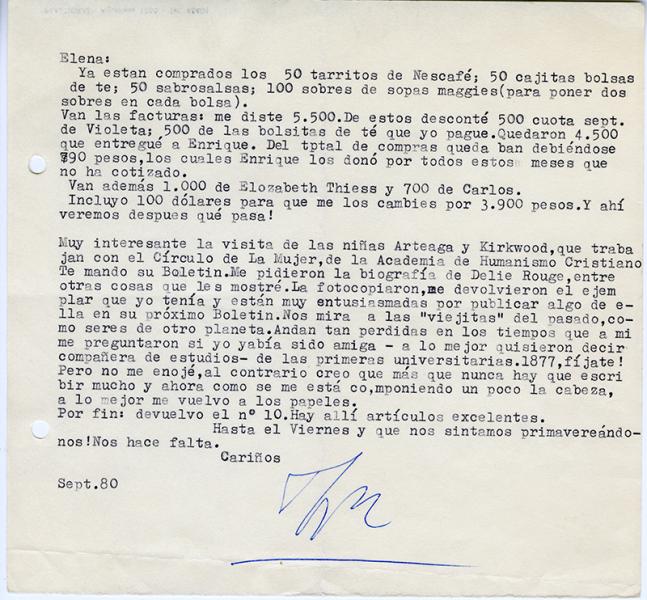 Elena:
Ya estan comprados los 50 tarritos de Nescafé; 50 cajitas bolsas
de te; 50 sabrosalsas; 100 sobres de sopas maggies(para poner dos
sobres en cada bolsa).
Van las facturas: me diste 5.500.De estos desconté 500 cuota sept.
de Violeta; 500 de las bolsitas de té que yo pague.Quedaron 4.500
que entregué a Enrique. Del tptal de compras queda ban debiéndose
790 pesos,los cuales Enrique los donó por todos estos meses que
no ha cotizado.
Van además 1.000 de Elozabeth Thiess y 700 de Carlos.
Incluyo 100 dólares para que me los cambies por 3.900 pesos.Y ahí
veremos despues qué pasa!
Muy interesante la visita de las niñas Arteaga y Kirkwood,que traba
jan con el Círculo de La Mujer,de la Academia de Humanismo Cristiano
Te mando su Boletin.Me pidieron la biografía de Delie Rouge,entre
otras cosas que les mostré.La fotocopiaron,me devolvieron el ejem
plar que yo tenía y están muy entusiasmadas por publicar algo de e-
lla en su próximo Boletin.Nos mira a las "viejitas" del pasado,co-
mo seres de otro planeta.Andan tan perdidas en los tiempos que a mi
me preguntaron si yo yabía sido amiga - a lo mejor quisieron decir
compañera de estudios- de las primeras universitarias.1877,fíjate!
Pero no me enojé,al contrario creo que más que nunca hay que escri
bir mucho y ahora como se me está co,mponiendo un poco la cabeza,
a lo mejor me vuelvo a los papeles.
Por fin: devuelvo el nº 10.Hay allí artículos excelentes.
Hasta el Viernes y que nos sintamos primavereándo-
nos!Nos hace falta.
Cariños
Sept.80